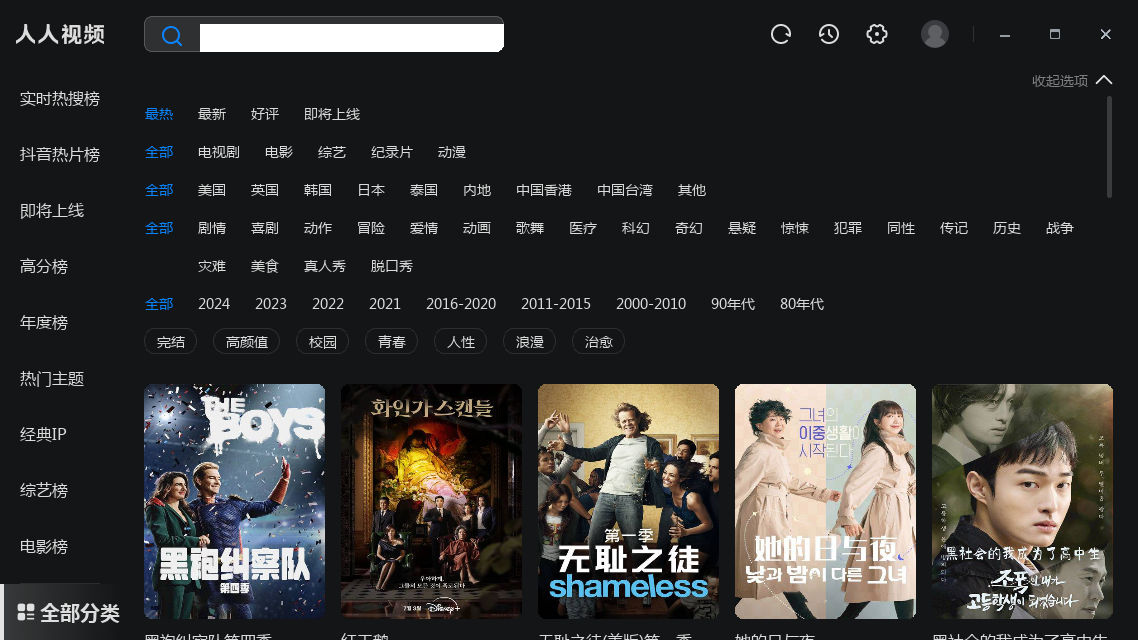 人人视频
收起选项
实时热搜榜
抖音热片榜
即将上线
高分榜
年度榜
热门主题
经典IP
综艺榜
电影榜
全部分类
最热 最新 好评 即将上线
全部 电视剧 电影 综艺 纪录片 动漫
全部 美国 英国 韩国 日本 泰国 内地 中国香港 中国台湾 其他
全部 剧情 喜剧 动作 冒险 爱情 动画 歌舞 医疗 科幻 奇幻 悬疑 惊悚 犯罪 同性 传记 历史 战争
灾难 美食 真人秀 脱口秀
全部 2024 2023 2022 2021 2016-2020 2011-2015 2000-2010 90年代 80年代
完结 高颜值 校园 青春 人性 浪漫 治愈
THE
BOYS
黑袍纠察队
第四季
화인가 스캔들
우아하게,
7월 3일 Disney+
第一季
无耻之徒
shameless
그녀의
이중생활이
시작된다
她的日与夜
낮과 밤이 다른 그녀
黑社会的我成为了高中生
조폭인 내가
고등학생이 되었습니다
黑袍纠察队第四季
红天鹅
无耻之徒(美版)第一季
她的日与夜
黑社会的我成为了高中生